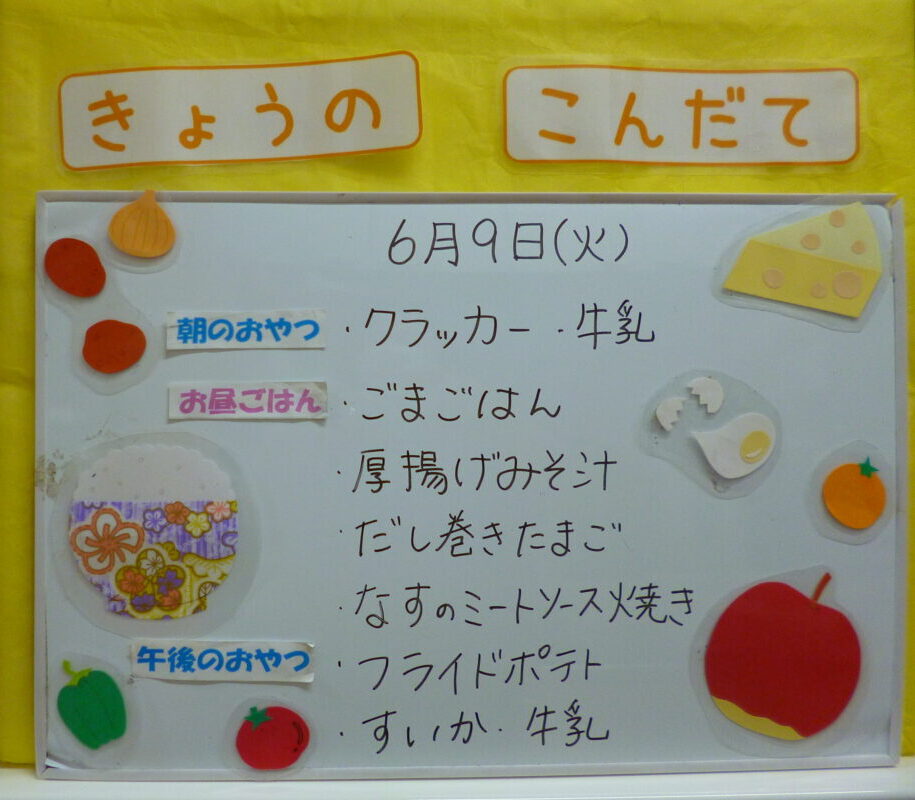 きょうの こんだて
6月9日(火)
朝のおやつ ・クラッカー ・牛乳
お昼ごはん ・ごまごはん
・厚揚げみそ汁
・だし巻きたまご
・なすのミートソース焼き
午後のおやつ ・フライドポテト
・すいか ・牛乳